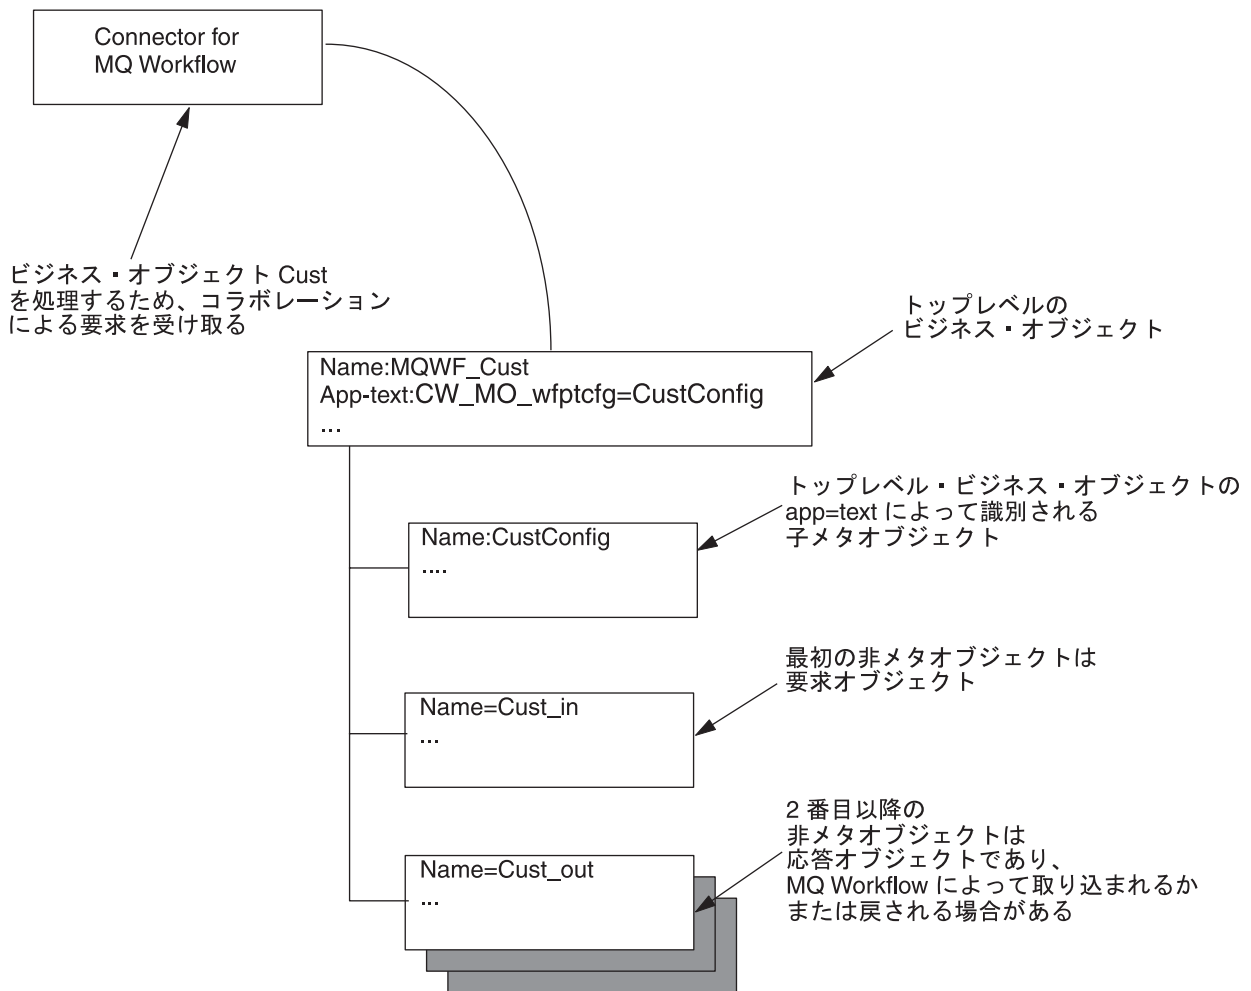 Connector for
MQ Workflow
ビジネス・オブジェクト Cust
を処理するため、コラボレーション
による要求を受け取る
トップレベルの
ビジネス・オブジェクト
Name:MQWF_Cust
App-text:CW_MO_wfptcfg=CustConfig
...
トップレベル・ビジネス・オブジェクトの
app=text によって識別される
子メタオブジェクト
Name:CustConfig
....
最初の非メタオブジェクトは
要求オブジェクト
Name=Cust_in
...
2 番目以降の
非メタオブジェクトは
応答オブジェクトであり、
MQ Workflow によって取り込まれるか
または戻される場合がある
Name=Cust_out
...